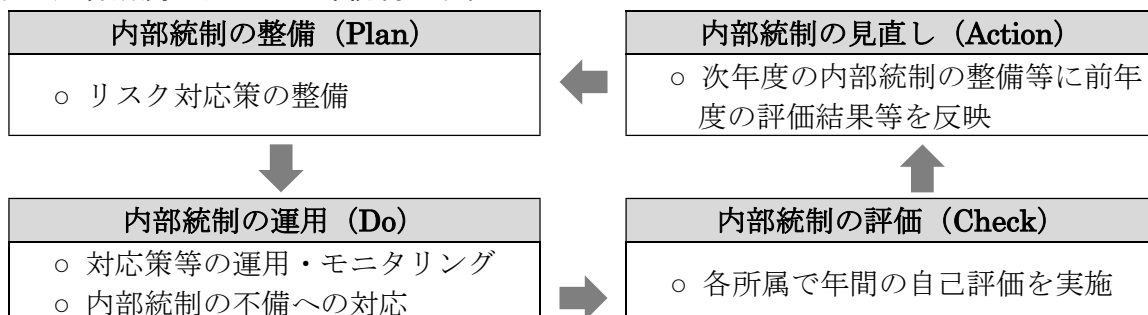 内部統制の整備（Plan）
○ リスク対応策の整備
内部統制の見直し（Action）
○ 次年度の内部統制の整備等に前年
度の評価結果等を反映
内部統制の運用（Do）
○ 対応策等の運用・モニタリング
○ 内部統制の不備への対応
内部統制の評価（Check）
○ 各所属で年間の自己評価を実施